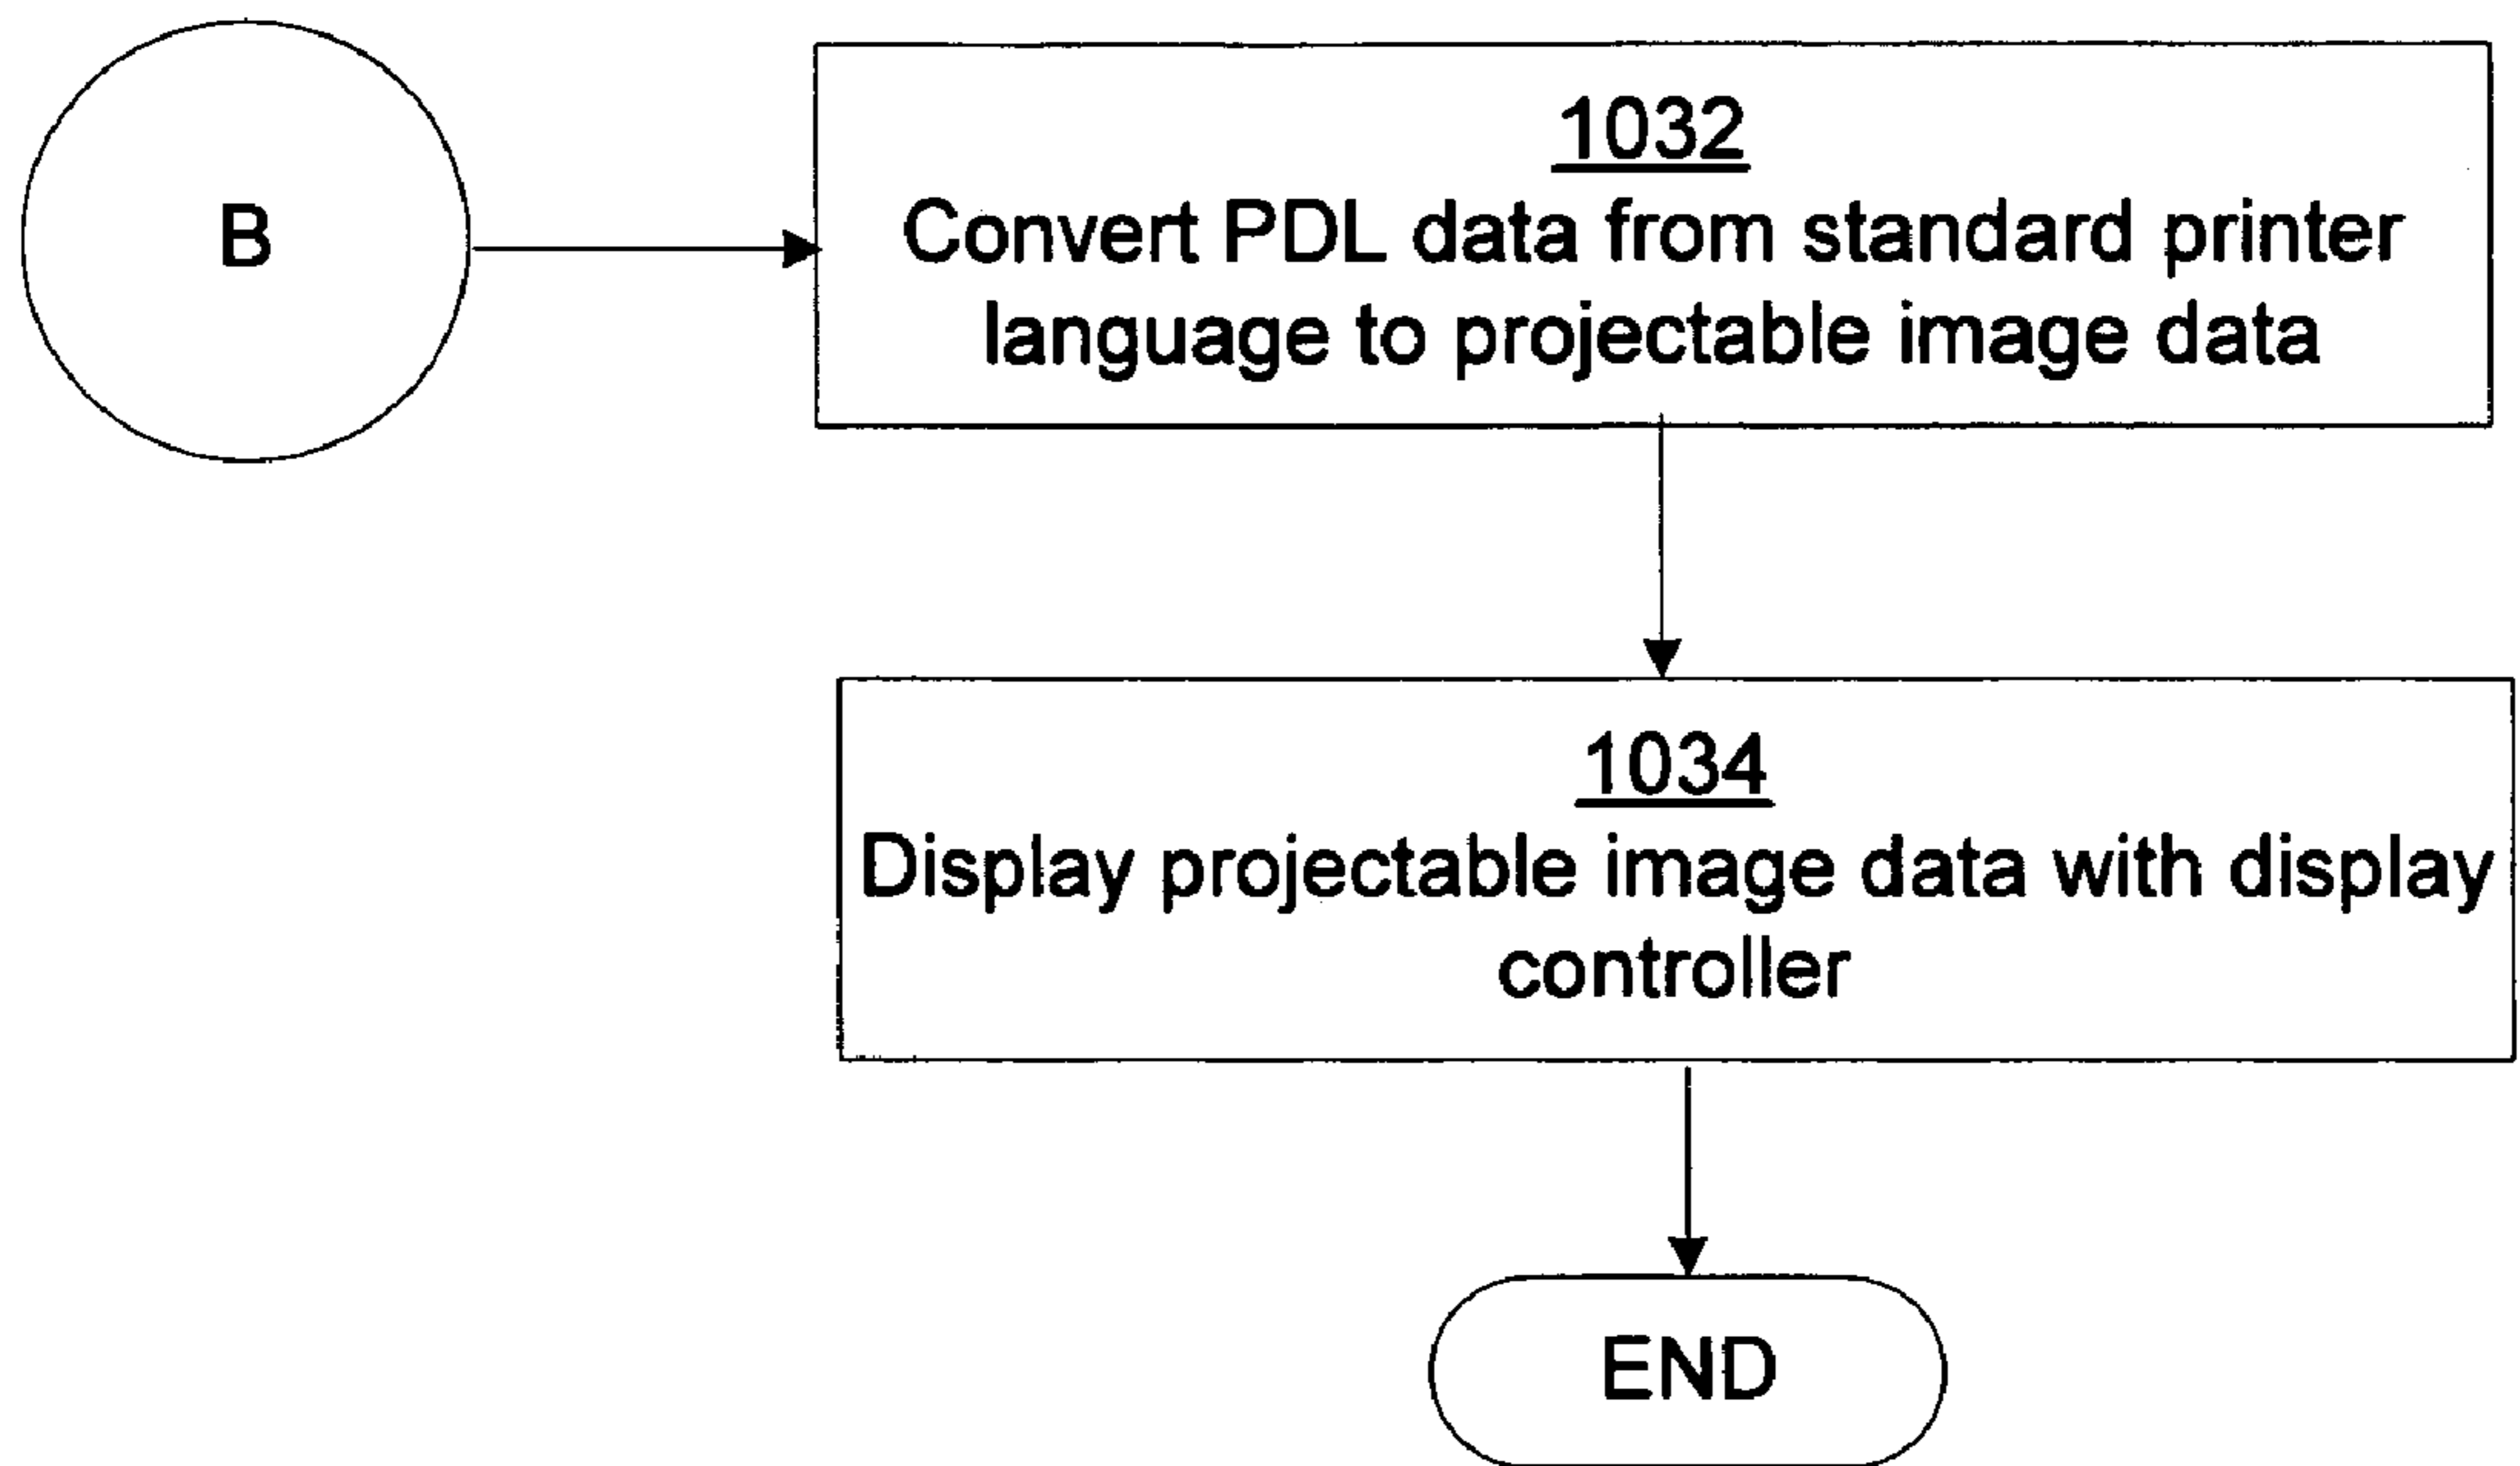 B
1032
Convert PDL data from standard printer
language to projectable image data
1034
Display projectable image data with display
controller
END